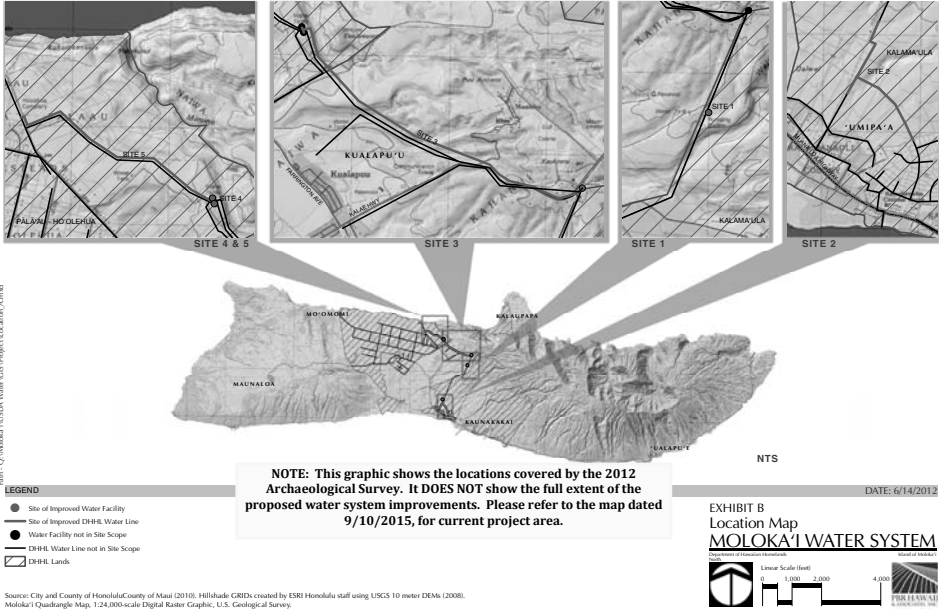 KALAMA'ULA
SITE 2
'UMIPA'A
SITE 1
KALAMA'ULA
SITE 3
KUALAPU'U
Kualapuu
FARRINGTON AVE
KALAE HWY
SITE 5
SITE 4
PALA'AU - HO'OLEHUA
SITE 4 & 5
SITE 3
SITE 1
SITE 2
MO'OMOMI
KALAUPAPA
MAUNALOA
KAUNAKAKAI
'UALAPU'E
NTS
NOTE: This graphic shows the locations covered by the 2012
Archaeological Survey. It DOES NOT show the full extent of the
proposed water system improvements. Please refer to the map dated
9/10/2015, for current project area.
LEGEND
DATE: 6/14/2012
Site of Improved Water Facility
Site of Improved DHHL Water Line
Water Facility not in Site Scope
DHHL Water Line not in Site Scope
DHHL Lands
EXHIBIT B
Location Map
MOLOKA'I WATER SYSTEM
Department of Hawaiian Homelands
Island of Moloka'i
North
Linear Scale (feet)
0 1,000 2,000 4,000
PBR HAWAII
& ASSOCIATES, INC.
Source: City and County of HonoluluCounty of Maui (2010). Hillshade GRIDs created by ESRI Honolulu staff using USGS 10 meter DEMs (2008).
Moloka'i Quadrangle Map, 1:24,000-scale Digital Raster Graphic, U.S. Geological Survey.